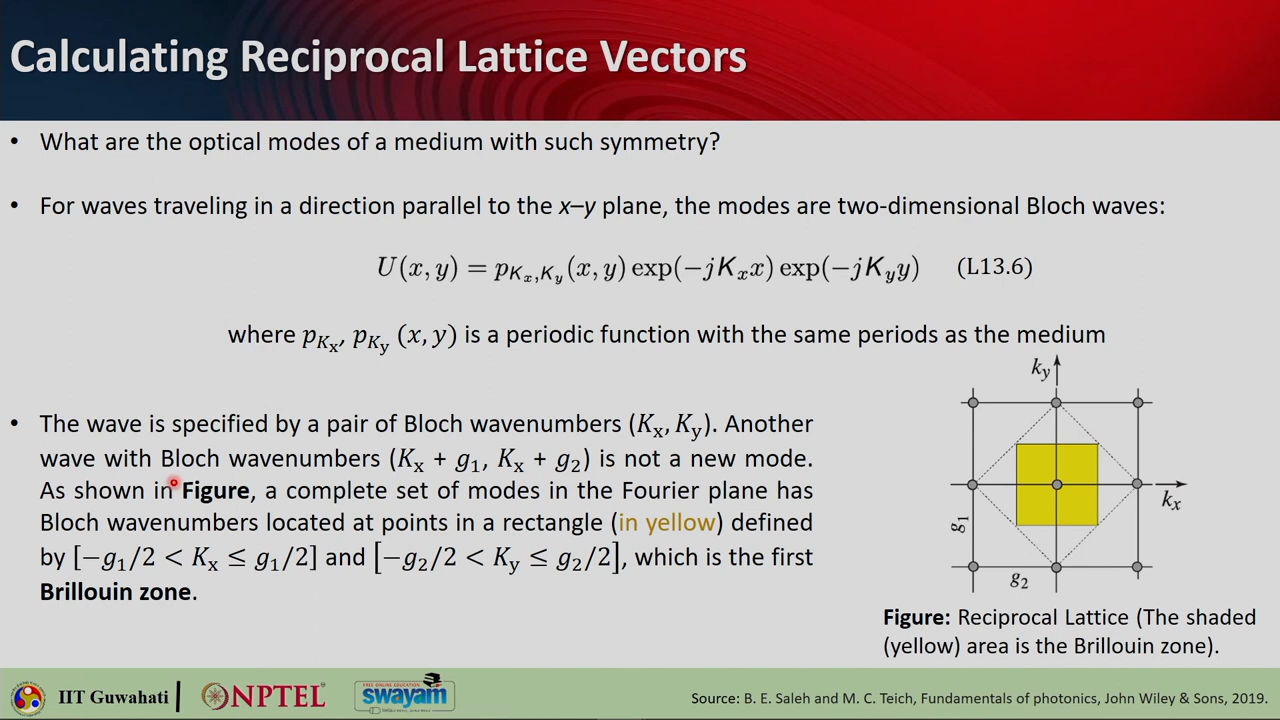 Calculating Reciprocal Lattice Vectors
• What are the optical modes of a medium with such symmetry?
• For waves traveling in a direction parallel to the x–y plane, the modes are two-dimensional Bloch waves:
U(x, y) = p_{K_x,K_y}(x, y) exp(−jK_x x) exp(−jK_y y) (L13.6)
where p_{K_x}, p_{K_y} (x, y) is a periodic function with the same periods as the medium
• The wave is specified by a pair of Bloch wavenumbers (K_x, K_y). Another
wave with Bloch wavenumbers (K_x + g_1, K_x + g_2) is not a new mode.
As shown in Figure, a complete set of modes in the Fourier plane has
Bloch wavenumbers located at points in a rectangle (in yellow) defined
by [−g_1/2 < K_x ≤ g_1/2] and [−g_2/2 < K_y ≤ g_2/2], which is the first
Brillouin zone.
k_y
k_x
g_1
g_2
Figure: Reciprocal Lattice (The shaded
(yellow) area is the Brillouin zone).
IIT Guwahati
NPTEL
FREE ONLINE EDUCATION
swayam
Source: B. E. Saleh and M. C. Teich, Fundamentals of photonics, John Wiley & Sons, 2019.